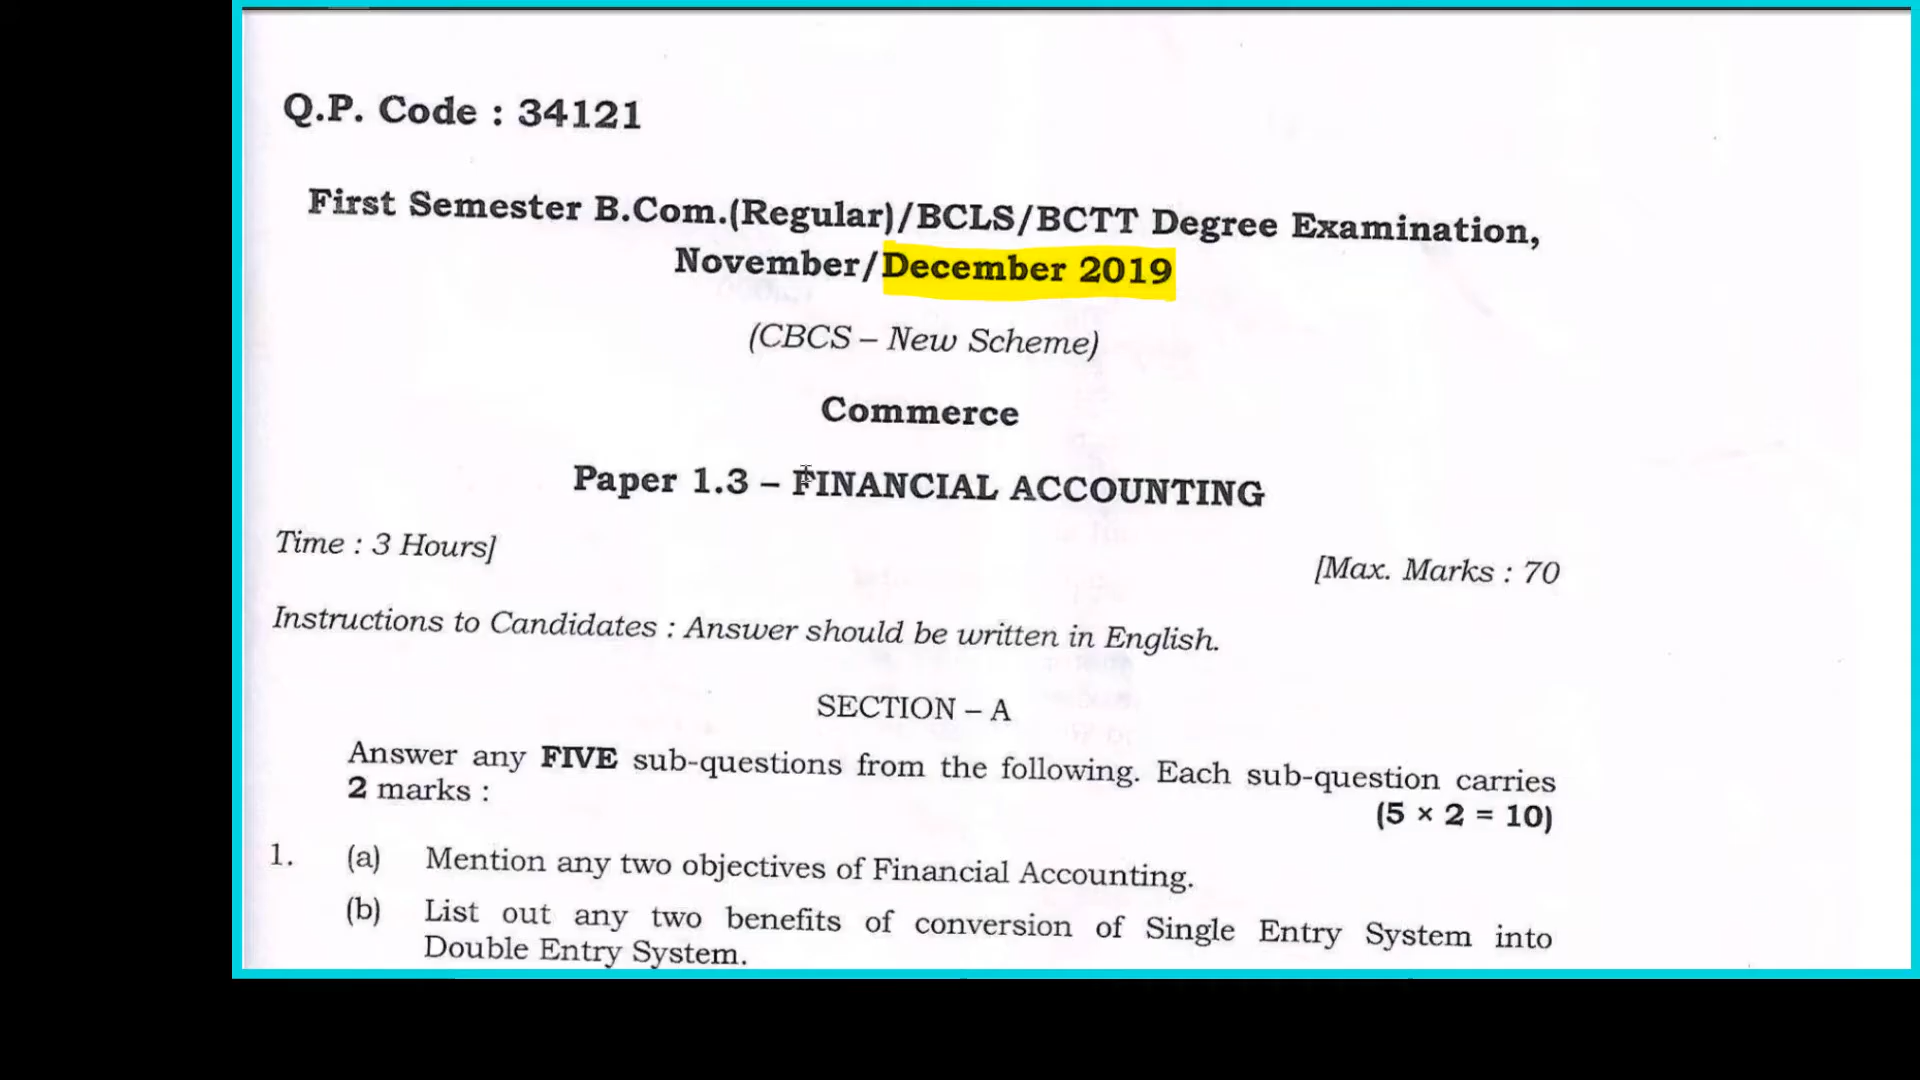 Q.P. Code : 34121
First Semester B.Com.(Regular)/BCLS/BCTT Degree Examination,
November/December 2019
(CBCS – New Scheme)
Commerce
Paper 1.3 – FINANCIAL ACCOUNTING
Time : 3 Hours]
[Max. Marks : 70
Instructions to Candidates : Answer should be written in English.
SECTION – A
Answer any FIVE sub-questions from the following. Each sub-question carries
2 marks :
(5 × 2 = 10)
1. (a) Mention any two objectives of Financial Accounting.
(b) List out any two benefits of conversion of Single Entry System into
Double Entry System.